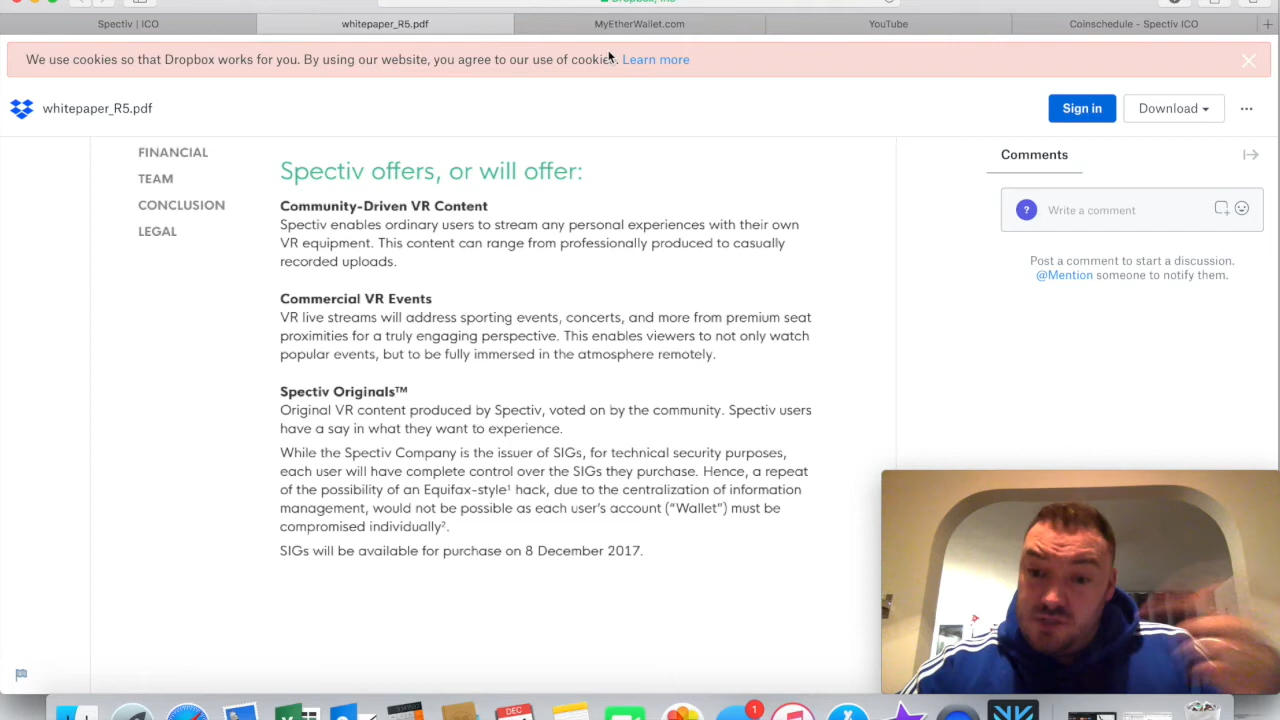 Dropbox, Inc
Spectiv | ICO
whitepaper_R5.pdf
MyEtherWallet.com
YouTube
Coinschedule - Spectiv ICO
We use cookies so that Dropbox works for you. By using our website, you agree to our use of cookies. Learn more
whitepaper_R5.pdf
Sign in
Download
FINANCIAL
TEAM
CONCLUSION
LEGAL
Spectiv offers, or will offer:
Community-Driven VR Content
Spectiv enables ordinary users to stream any personal experiences with their own
VR equipment. This content can range from professionally produced to casually
recorded uploads.
Commercial VR Events
VR live streams will address sporting events, concerts, and more from premium seat
proximities for a truly engaging perspective. This enables viewers to not only watch
popular events, but to be fully immersed in the atmosphere remotely.
Spectiv Originals™
Original VR content produced by Spectiv, voted on by the community. Spectiv users
have a say in what they want to experience.
While the Spectiv Company is the issuer of SIGs, for technical security purposes,
each user will have complete control over the SIGs they purchase. Hence, a repeat
of the possibility of an Equifax-style¹ hack, due to the centralization of information
management, would not be possible as each user's account ("Wallet") must be
compromised individually².
SIGs will be available for purchase on 8 December 2017.
Comments
?
Write a comment
Post a comment to start a discussion.
@Mention someone to notify them.
DEC
1